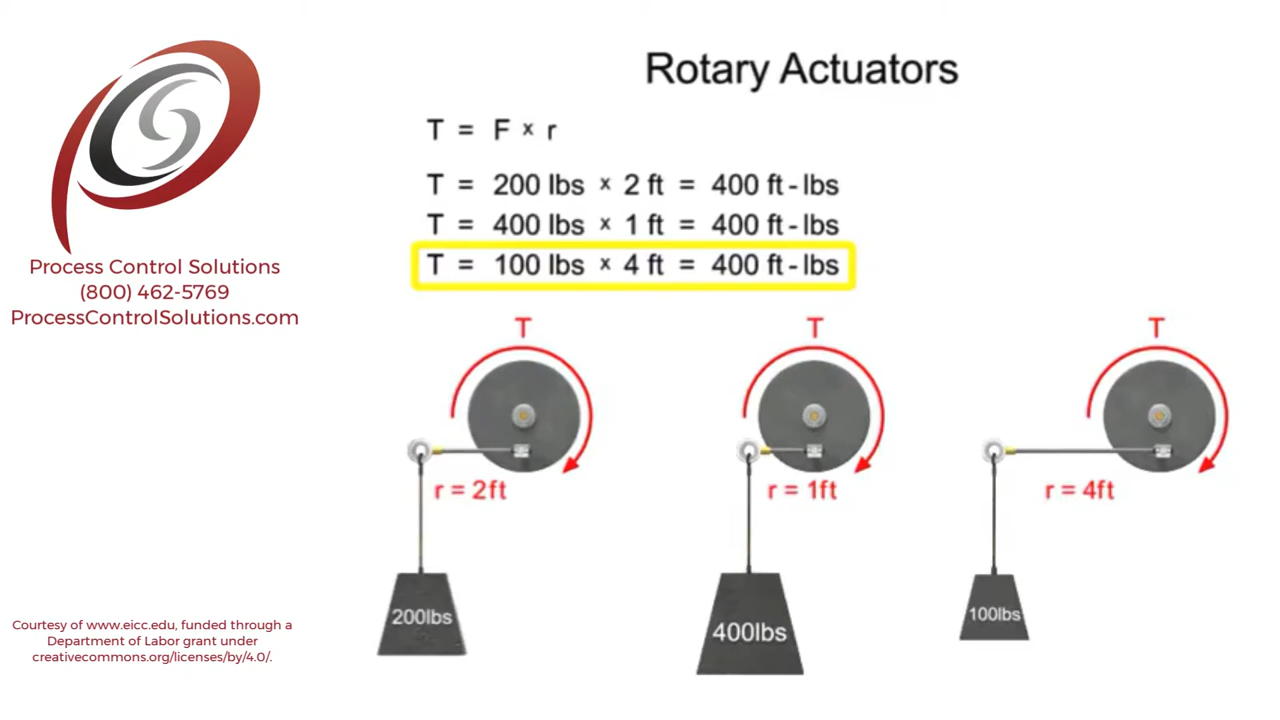 Rotary Actuators
T = F × r
T = 200 lbs × 2 ft = 400 ft-lbs
T = 400 lbs × 1 ft = 400 ft-lbs
T = 100 lbs × 4 ft = 400 ft-lbs
Process Control Solutions
(800) 462-5769
ProcessControlSolutions.com
T
T
T
r = 2ft
r = 1ft
r = 4ft
200lbs
400lbs
100lbs
Courtesy of www.eicc.edu, funded through a
Department of Labor grant under
creativecommons.org/licenses/by/4.0/.